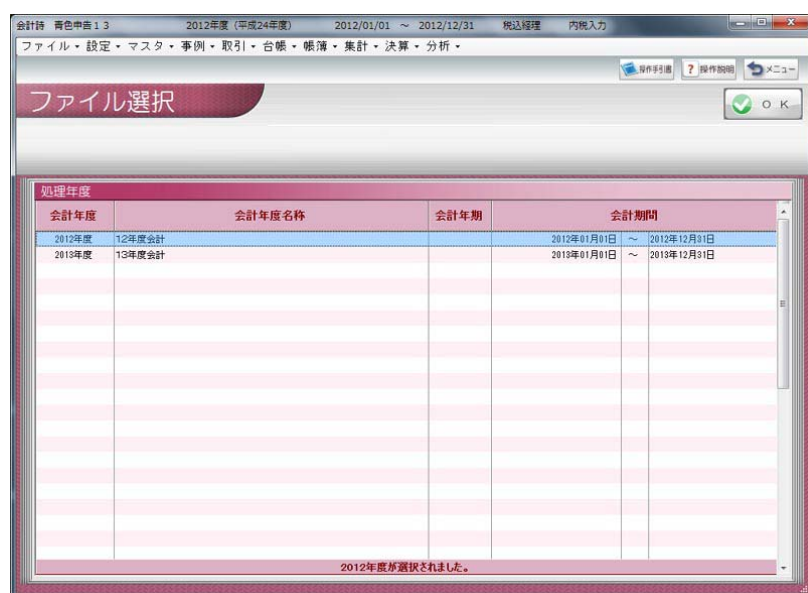 会計詩 青色申告13 2012年度(平成24年度) 2012/01/01 ～ 2012/12/31 税込経理 内税入力
ファイル・設定・マスタ・事例・取引・台帳・帳簿・集計・決算・分析・
操作手引書 ? 操作説明 メニュー
ファイル選択
OK
処理年度
会計年度 会計年度名称 会計年期 会計期間
2012年度 12年度会計 2012年01月01日 ～ 2012年12月31日
2013年度 13年度会計 2013年01月01日 ～ 2013年12月31日
2012年度が選択されました。